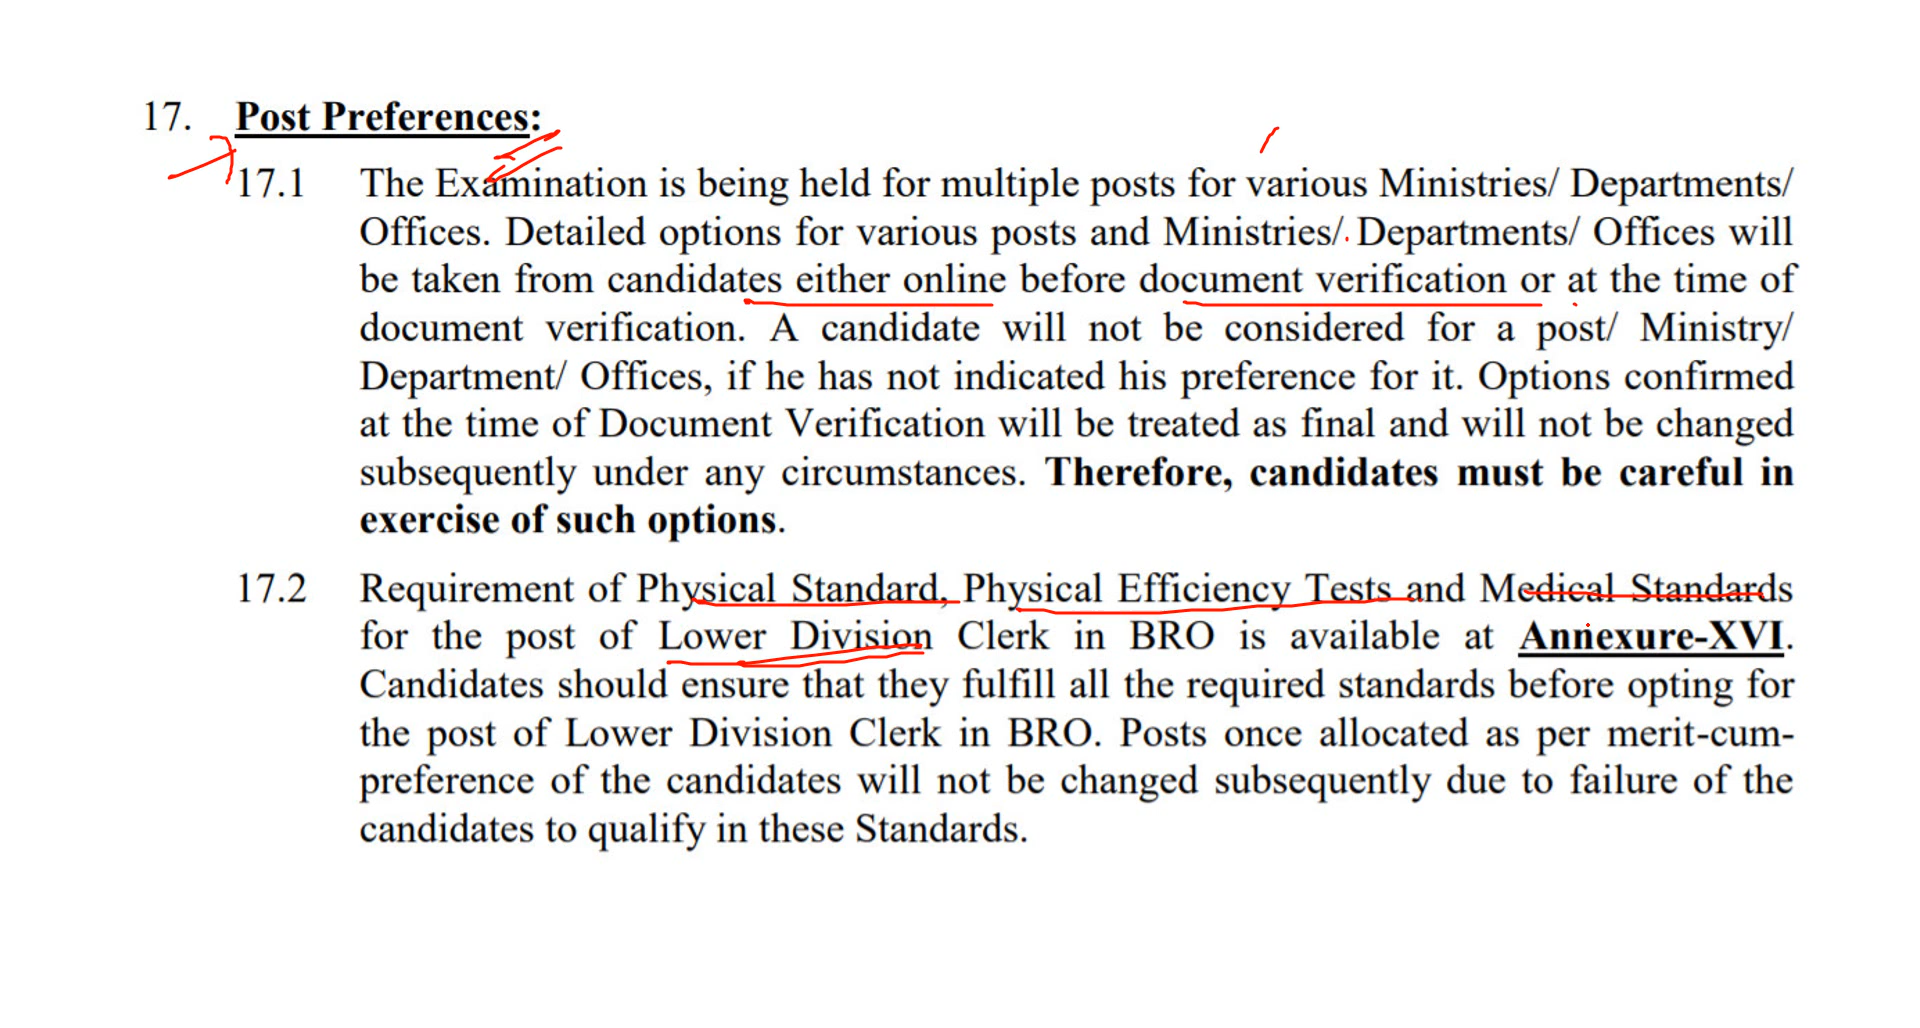 17. Post Preferences:
17.1 The Examination is being held for multiple posts for various Ministries/ Departments/
Offices. Detailed options for various posts and Ministries/ Departments/ Offices will
be taken from candidates either online before document verification or at the time of
document verification. A candidate will not be considered for a post/ Ministry/
Department/ Offices, if he has not indicated his preference for it. Options confirmed
at the time of Document Verification will be treated as final and will not be changed
subsequently under any circumstances. Therefore, candidates must be careful in
exercise of such options.
17.2 Requirement of Physical Standard, Physical Efficiency Tests and Medical Standards
for the post of Lower Division Clerk in BRO is available at Annexure-XVI.
Candidates should ensure that they fulfill all the required standards before opting for
the post of Lower Division Clerk in BRO. Posts once allocated as per merit-cum-
preference of the candidates will not be changed subsequently due to failure of the
candidates to qualify in these Standards.